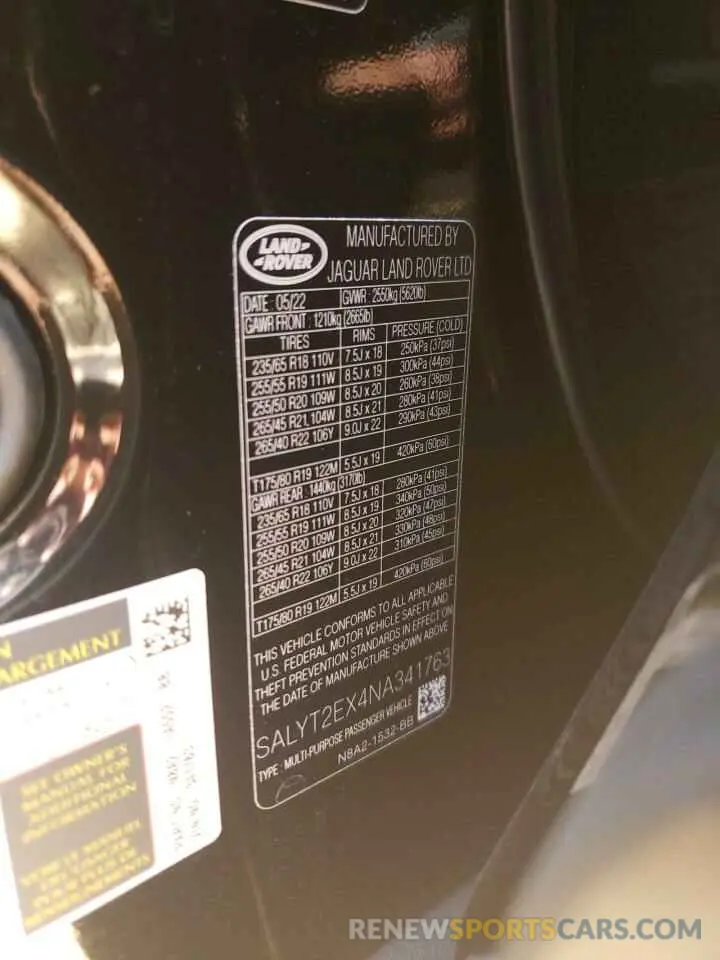 LAND-
-ROVER
MANUFACTURED BY
JAGUAR LAND ROVER LTD
DATE : 05/22 GVWR : 2550kg (5620lb)
GAWR FRONT : 1210kg (2665lb)
TIRES RIMS PRESSURE (COLD)
235/65 R18 110V 7.5J x 18 250kPa (37psi)
255/55 R19 111W 8.5J x 19 300kPa (44psi)
255/50 R20 109W 8.5J x 20 260kPa (38psi)
265/45 R21 104W 8.5J x 21 280kPa (41psi)
265/40 R22 106Y 9.0J x 22 290kPa (43psi)
T175/80 R19 122M 5.5J x 19 420kPa (60psi)
GAWR REAR : 1440kg (3170lb)
235/65 R18 110V 7.5J x 18 280kPa (41psi)
255/55 R19 111W 8.5J x 19 340kPa (50psi)
255/50 R20 109W 8.5J x 20 320kPa (47psi)
265/45 R21 104W 8.5J x 21 330kPa (48psi)
265/40 R22 106Y 9.0J x 22 310kPa (45psi)
T175/80 R19 122M 5.5J x 19 420kPa (60psi)
THIS VEHICLE CONFORMS TO ALL APPLICABLE
U.S. FEDERAL MOTOR VEHICLE SAFETY AND
THEFT PREVENTION STANDARDS IN EFFECT ON
THE DATE OF MANUFACTURE SHOWN ABOVE
SALYT2EX4NA341763
TYPE : MULTI-PURPOSE PASSENGER VEHICLE
N8A2-1532-BB
ARGEMENT
SEE OWNER'S
MANUAL FOR
ADDITIONAL
INFORMATION
RENEWSPORTSCARS.COM